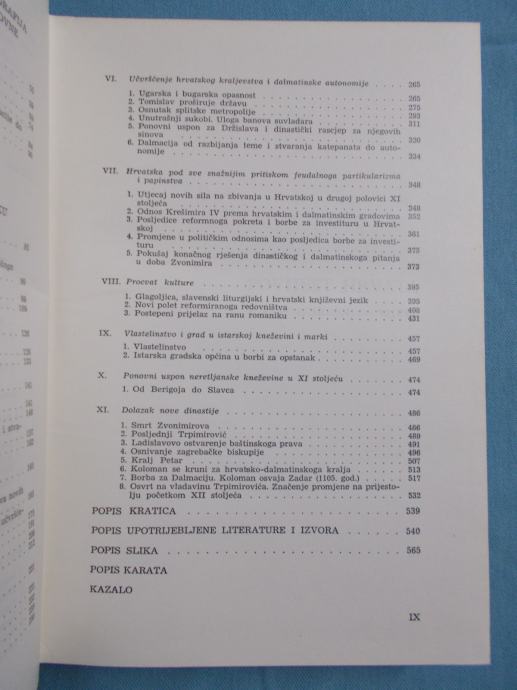 VI. Učvršćenje hrvatskog kraljevstva i dalmatinske autonomije . . . . 265
1. Ugarska i bugarska opasnost . . . . 265
2. Tomislav proširuje državu . . . . 275
3. Osnutak splitske metropolije . . . . 293
4. Unutrašnji sukobi. Uloga banova suvladara . . . . 311
5. Ponovni uspon za Držislava i dinastički rascjep za njegovih
sinova . . . . 320
6. Dalmacija od razbijanja teme i stvaranja katepanata do auto-
nomije . . . . 334
VII. Hrvatska pod sve snažnijim pritiskom feudalnoga partikularizma
i papinstva . . . . 348
1. Utjecaj novih sila na zbivanja u Hrvatskoj u drugoj polovici XI
stoljeća . . . . 348
2. Odnos Krešimira IV prema hrvatskim i dalmatinskim gradovima 352
3. Posljedice reformnoga pokreta i borbe za investituru u Hrvat-
skoj . . . . 361
4. Promjene u političkim odnosima kao posljedica borbe za investi-
turu . . . . 373
5. Pokušaj konačnog rješenja dinastičkog i dalmatinskoga pitanja
u doba Zvonimira . . . . 373
VIII. Procvat kulture . . . . 395
1. Glagoljica, slavenski liturgijski i hrvatski književni jezik . . . . 395
2. Novi polet reformiranoga redovništva . . . . 408
3. Postepeni prijelaz na ranu romaniku . . . . 431
IX. Vlastelinstvo i grad u istarskoj kneževini i marki . . . . 457
1. Vlastelinstvo . . . . 457
2. Istarska gradska općina u borbi za opstanak . . . . 469
X. Ponovni uspon neretljanske kneževine u XI stoljeću . . . . 474
1. Od Berigoja do Slavca . . . . 474
XI. Dolazak nove dinastije . . . . 486
1. Smrt Zvonimirova . . . . 486
2. Posljednji Trpimirović . . . . 489
3. Ladislavovo ostvarenje baštinskoga prava . . . . 491
4. Osnivanje zagrebačke biskupije . . . . 496
5. Kralj Petar . . . . 507
6. Koloman se kruni za hrvatsko-dalmatinskoga kralja . . . . 513
7. Borba za Dalmaciju. Koloman osvaja Zadar (1105. god.) . . . . 517
8. Osvrt na vladavinu Trpimirovića. Značenje promjene na prijesto-
lju početkom XII stoljeća . . . . 532
POPIS KRATICA . . . . 539
POPIS UPOTRIJEBLJENE LITERATURE I IZVORA . . . . 540
POPIS SLIKA . . . . 565
POPIS KARATA
KAZALO
IX